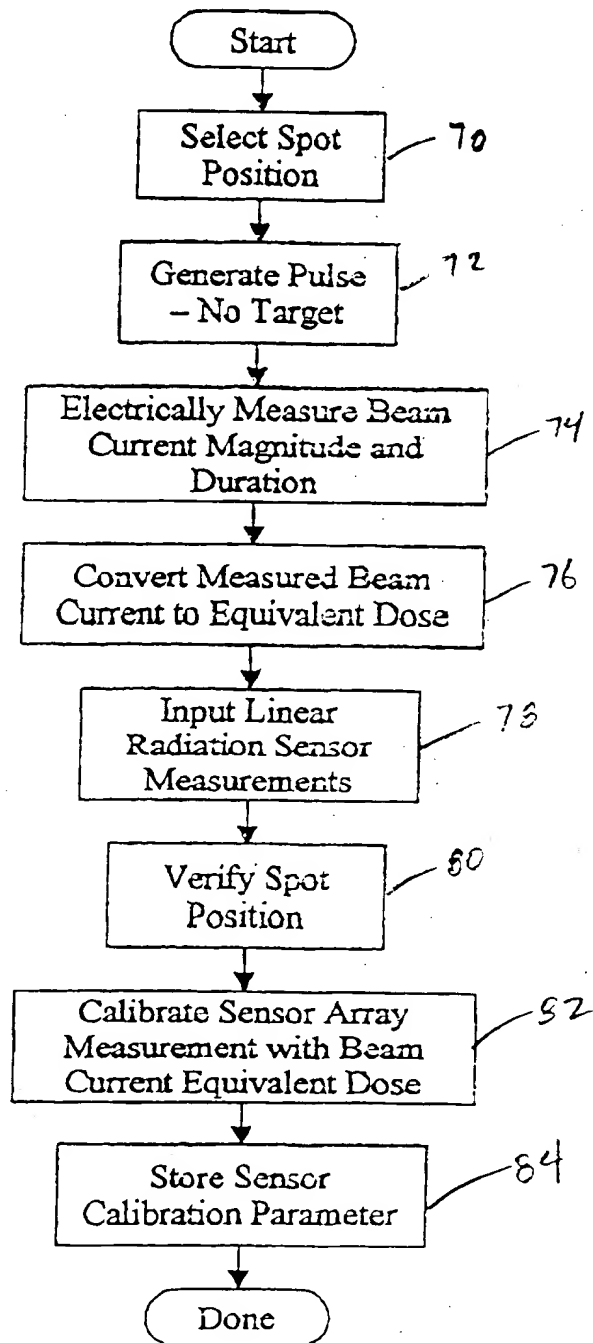 Start
Select Spot
Position
70
Generate Pulse
– No Target
72
Electrically Measure Beam
Current Magnitude and
Duration
74
Convert Measured Beam
Current to Equivalent Dose
76
Input Linear
Radiation Sensor
Measurements
78
Verify Spot
Position
80
Calibrate Sensor Array
Measurement with Beam
Current Equivalent Dose
82
Store Sensor
Calibration Parameter
84
Done